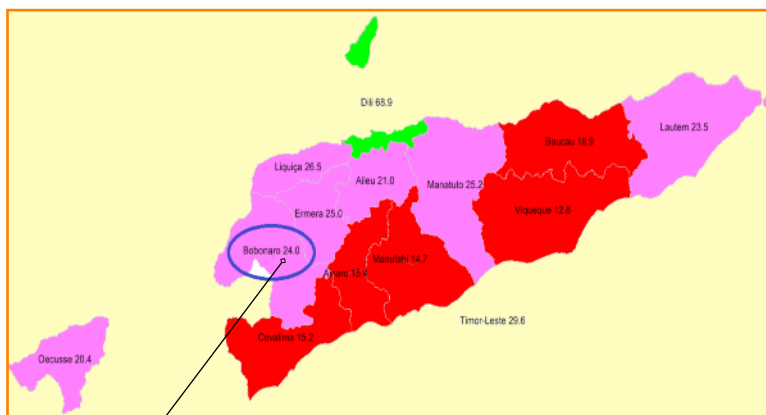 Dili 68.9
Baucau 18.9
Lautem 23.5
Liquiça 26.5
Aileu 21.0
Manatuto 25.2
Ermera 25.0
Viqueque 12.6
Bobonaro 24.0
Ainaro 15.4
Manufahi 14.7
Timor-Leste 29.6
Covalima 15.2
Oecusse 20.4